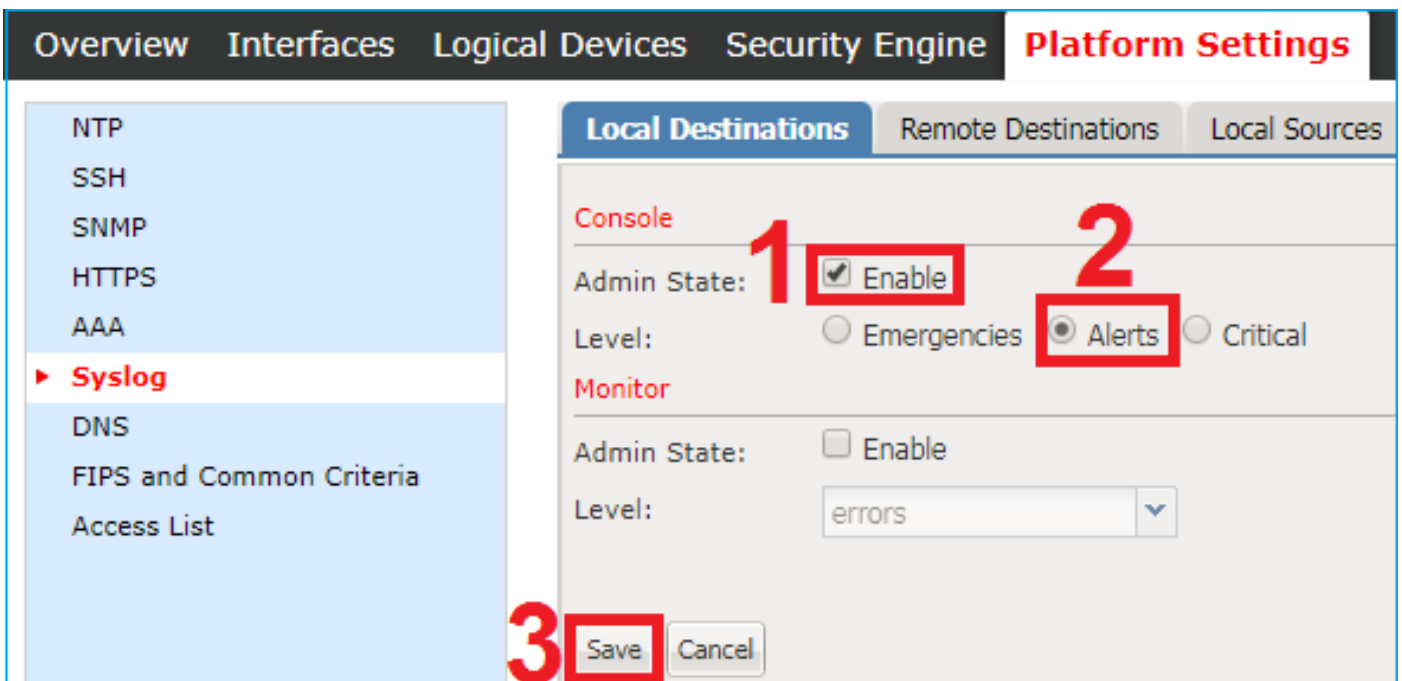 Overview Interfaces Logical Devices Security Engine Platform Settings
NTP
SSH
SNMP
HTTPS
AAA
Syslog
DNS
FIPS and Common Criteria
Access List
Local Destinations Remote Destinations Local Sources
Console
1 2
Admin State: Enable
Level: Emergencies Alerts Critical
Monitor
Admin State: Enable
Level: errors
3 Save Cancel